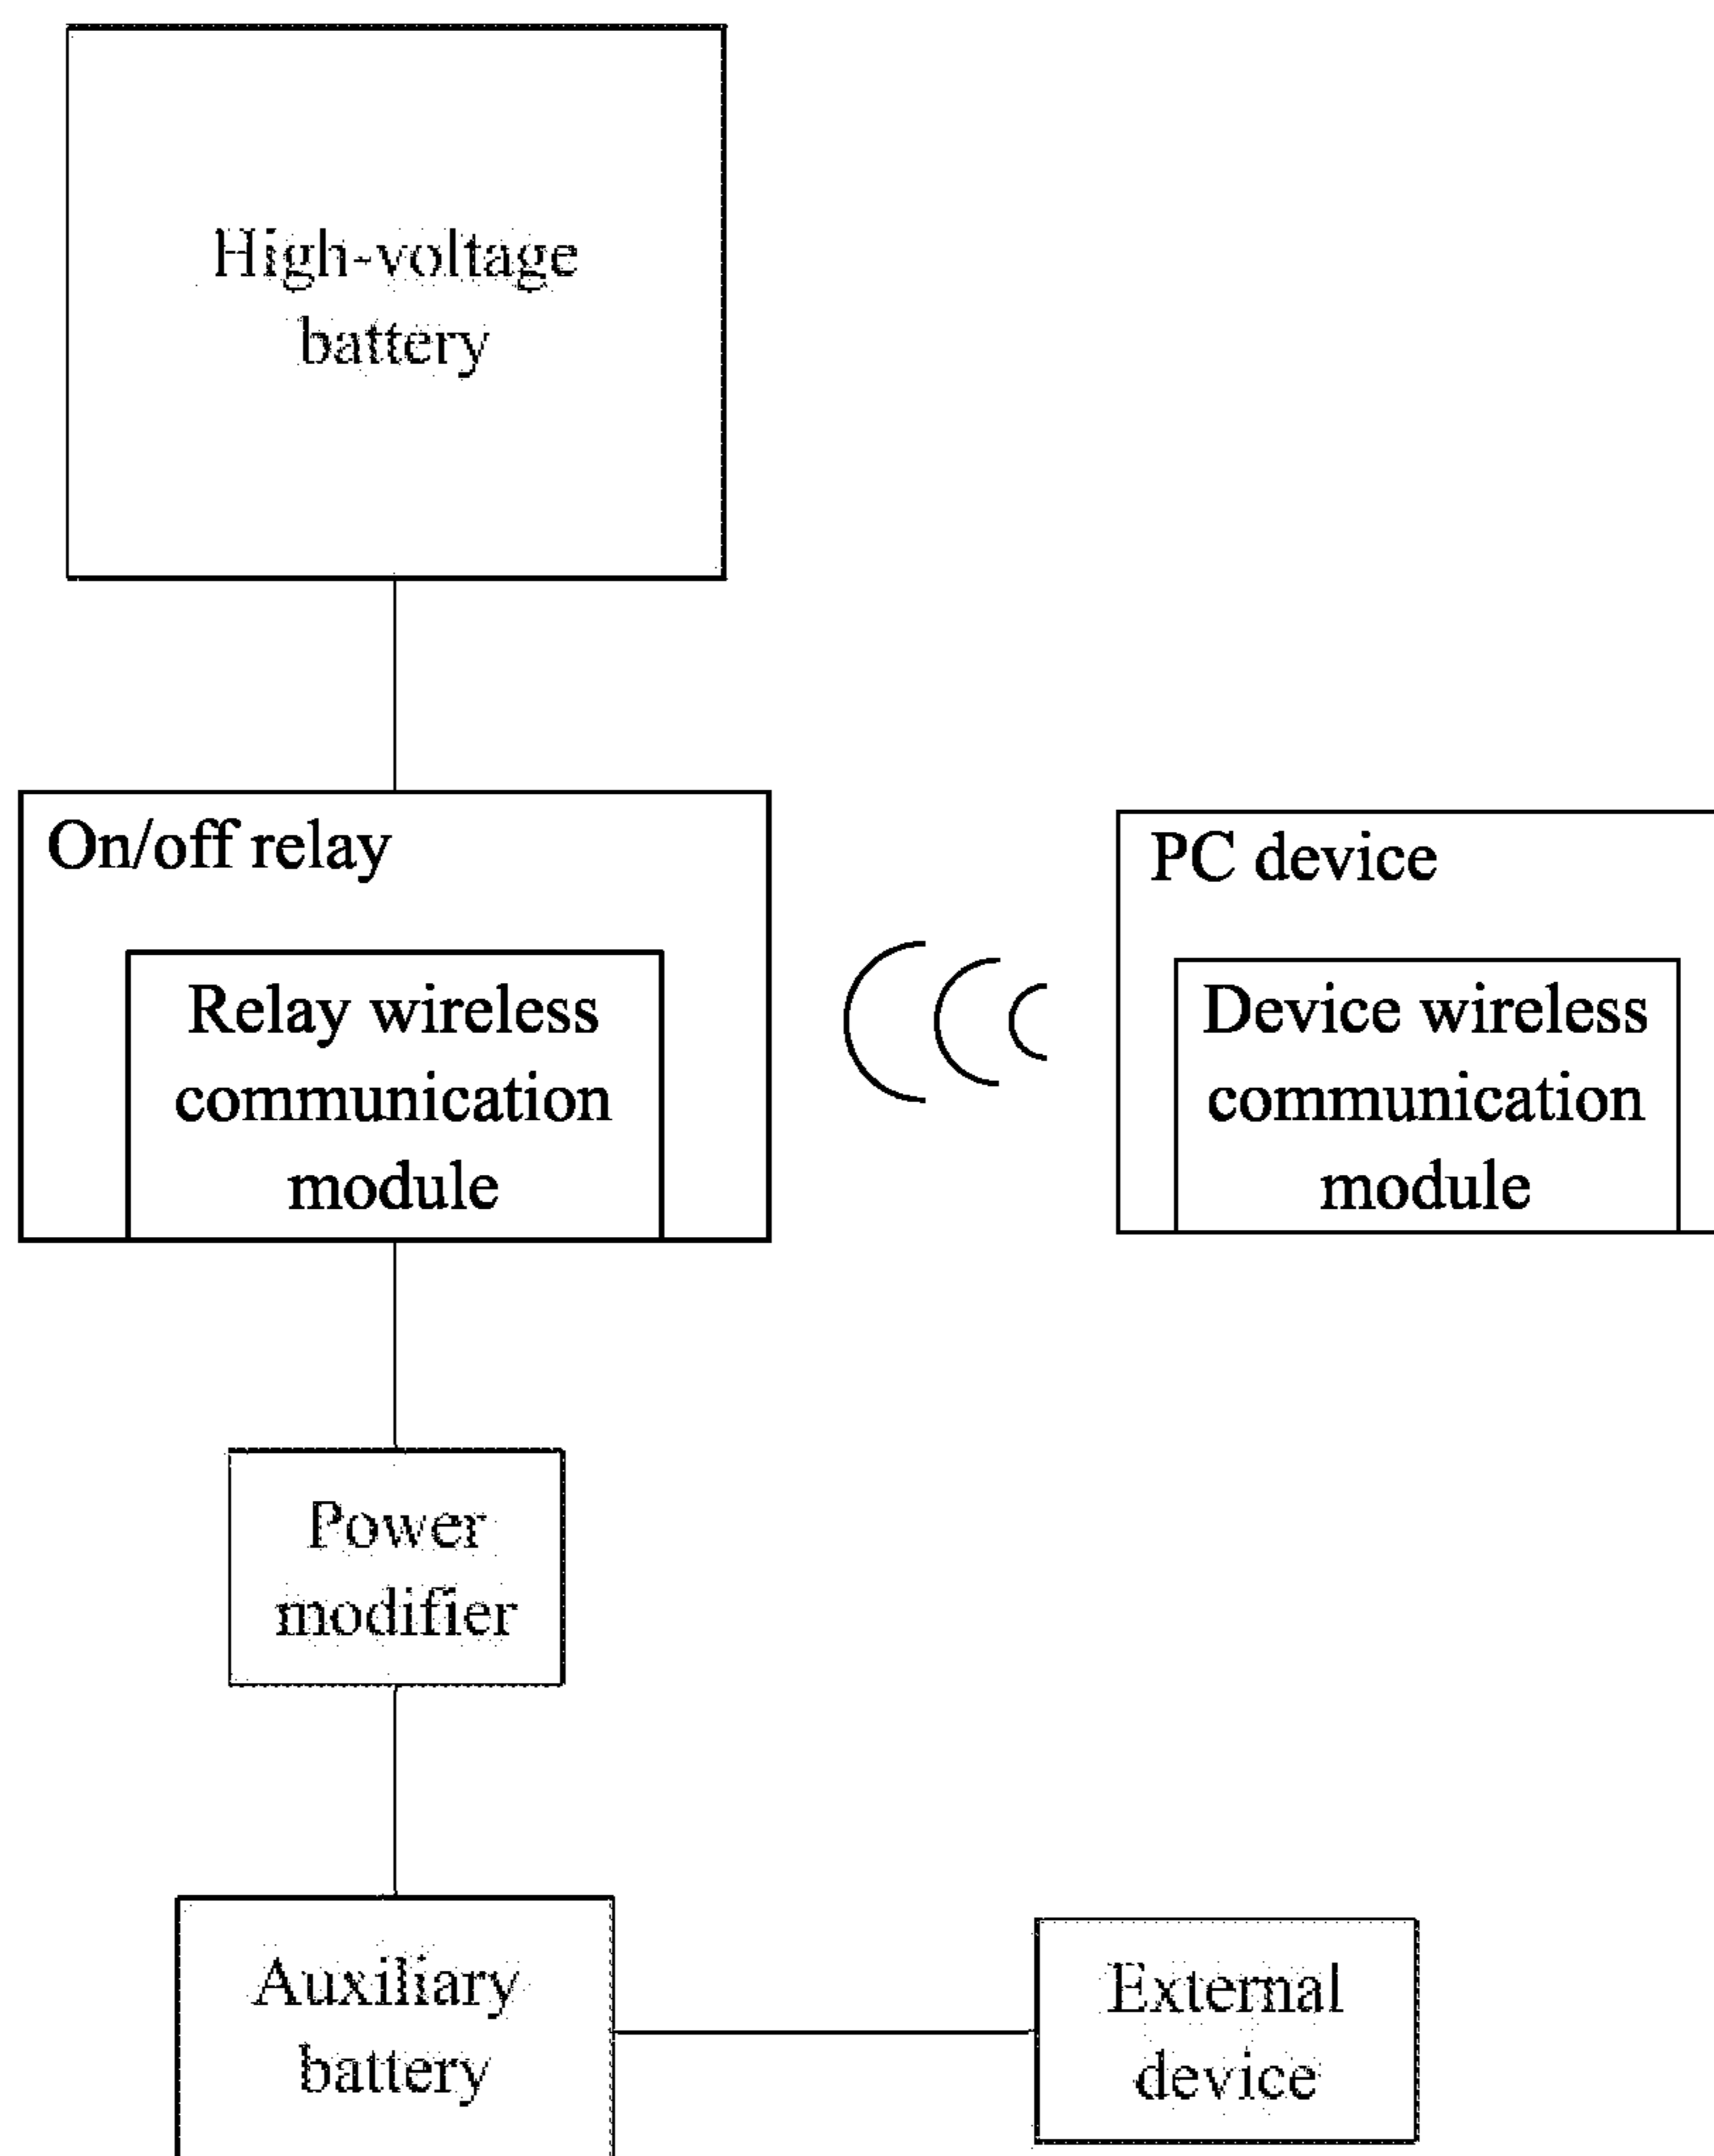 High-voltage
battery
On/off relay
Relay wireless
communication
module
PC device
Device wireless
communication
module
Power
modifier
Auxiliary
battery
External
device